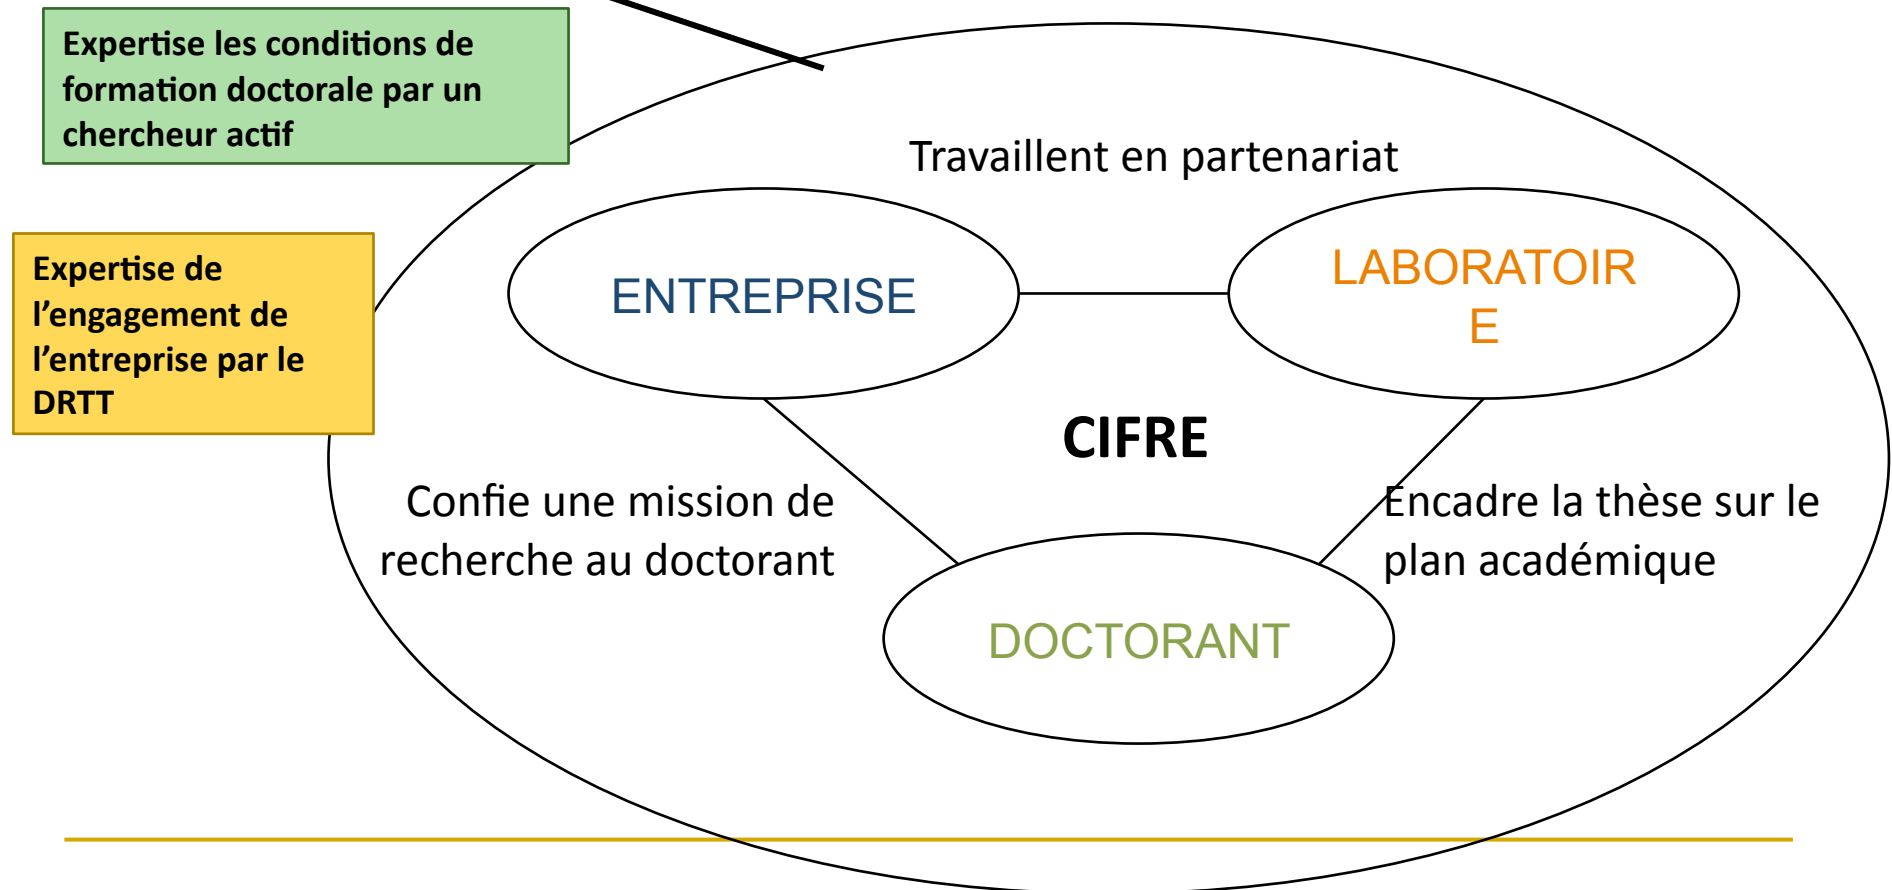 Expertise les conditions de
formation doctorale par un
chercheur actif
Travaillent en partenariat
Expertise de
l’engagement de
l’entreprise par le
DRTT
ENTREPRISE
LABORATOIR
E
CIFRE
Confie une mission de
recherche au doctorant
Encadre la thèse sur le
plan académique
DOCTORANT